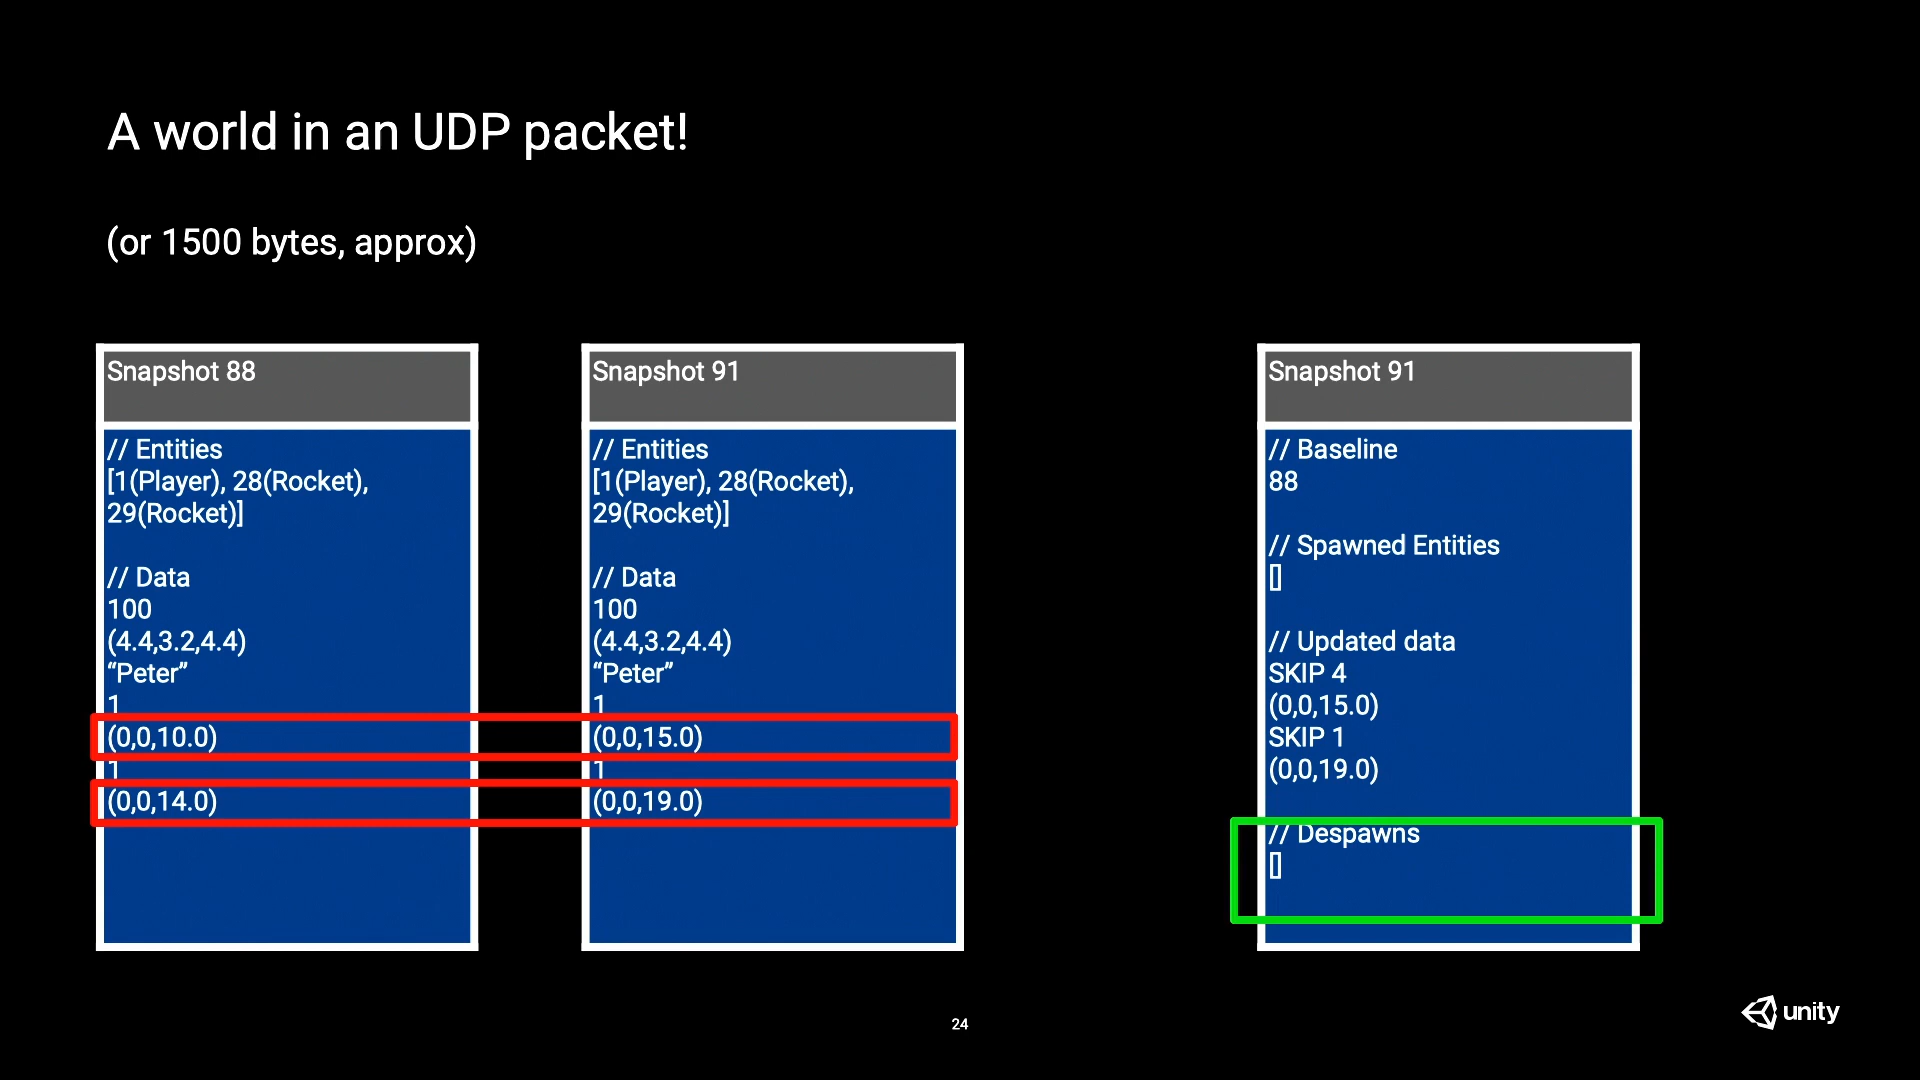 A world in an UDP packet!
(or 1500 bytes, approx)
Snapshot 88
// Entities
[1(Player), 28(Rocket),
29(Rocket)]
// Data
100
(4.4,3.2,4.4)
“Peter”
1
(0,0,10.0)
1
(0,0,14.0)
Snapshot 91
// Entities
[1(Player), 28(Rocket),
29(Rocket)]
// Data
100
(4.4,3.2,4.4)
“Peter”
1
(0,0,15.0)
1
(0,0,19.0)
Snapshot 91
// Baseline
88
// Spawned Entities
[]
// Updated data
SKIP 4
(0,0,15.0)
SKIP 1
(0,0,19.0)
// Despawns
[]
24
unity